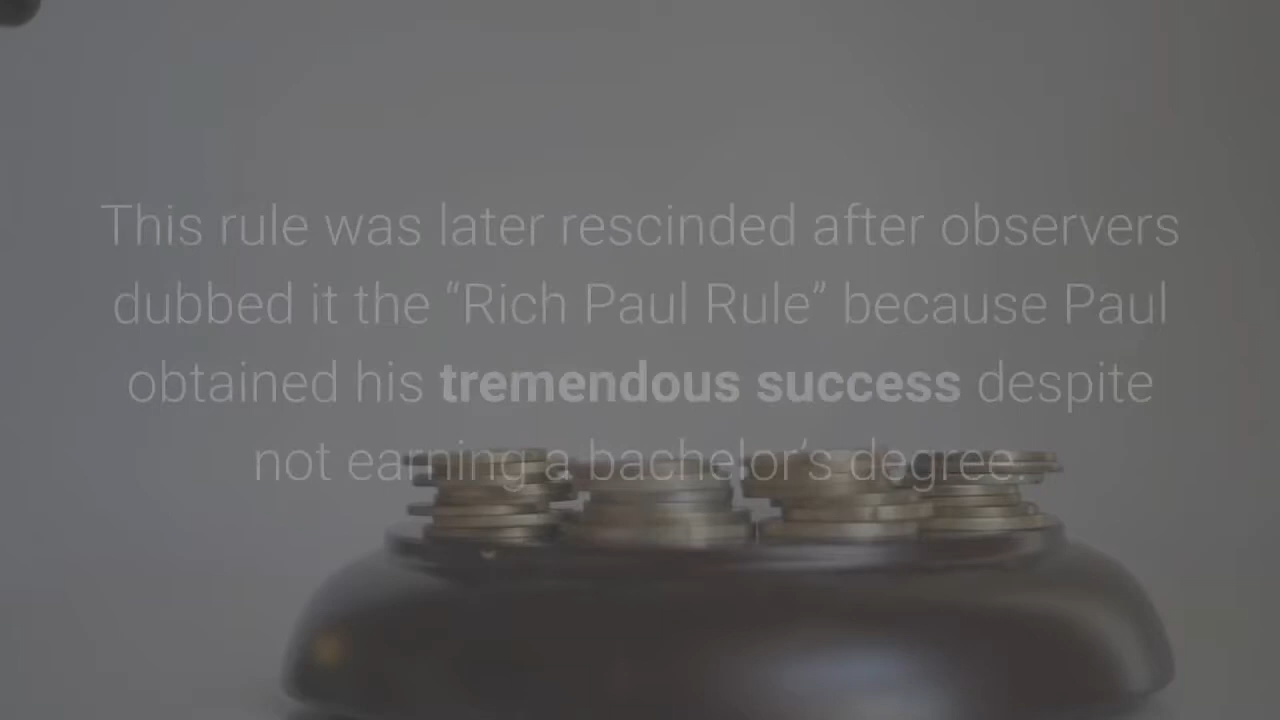 This rule was later rescinded after observers
dubbed it the “Rich Paul Rule” because Paul
obtained his tremendous success despite
not earning a bachelor’s degree.